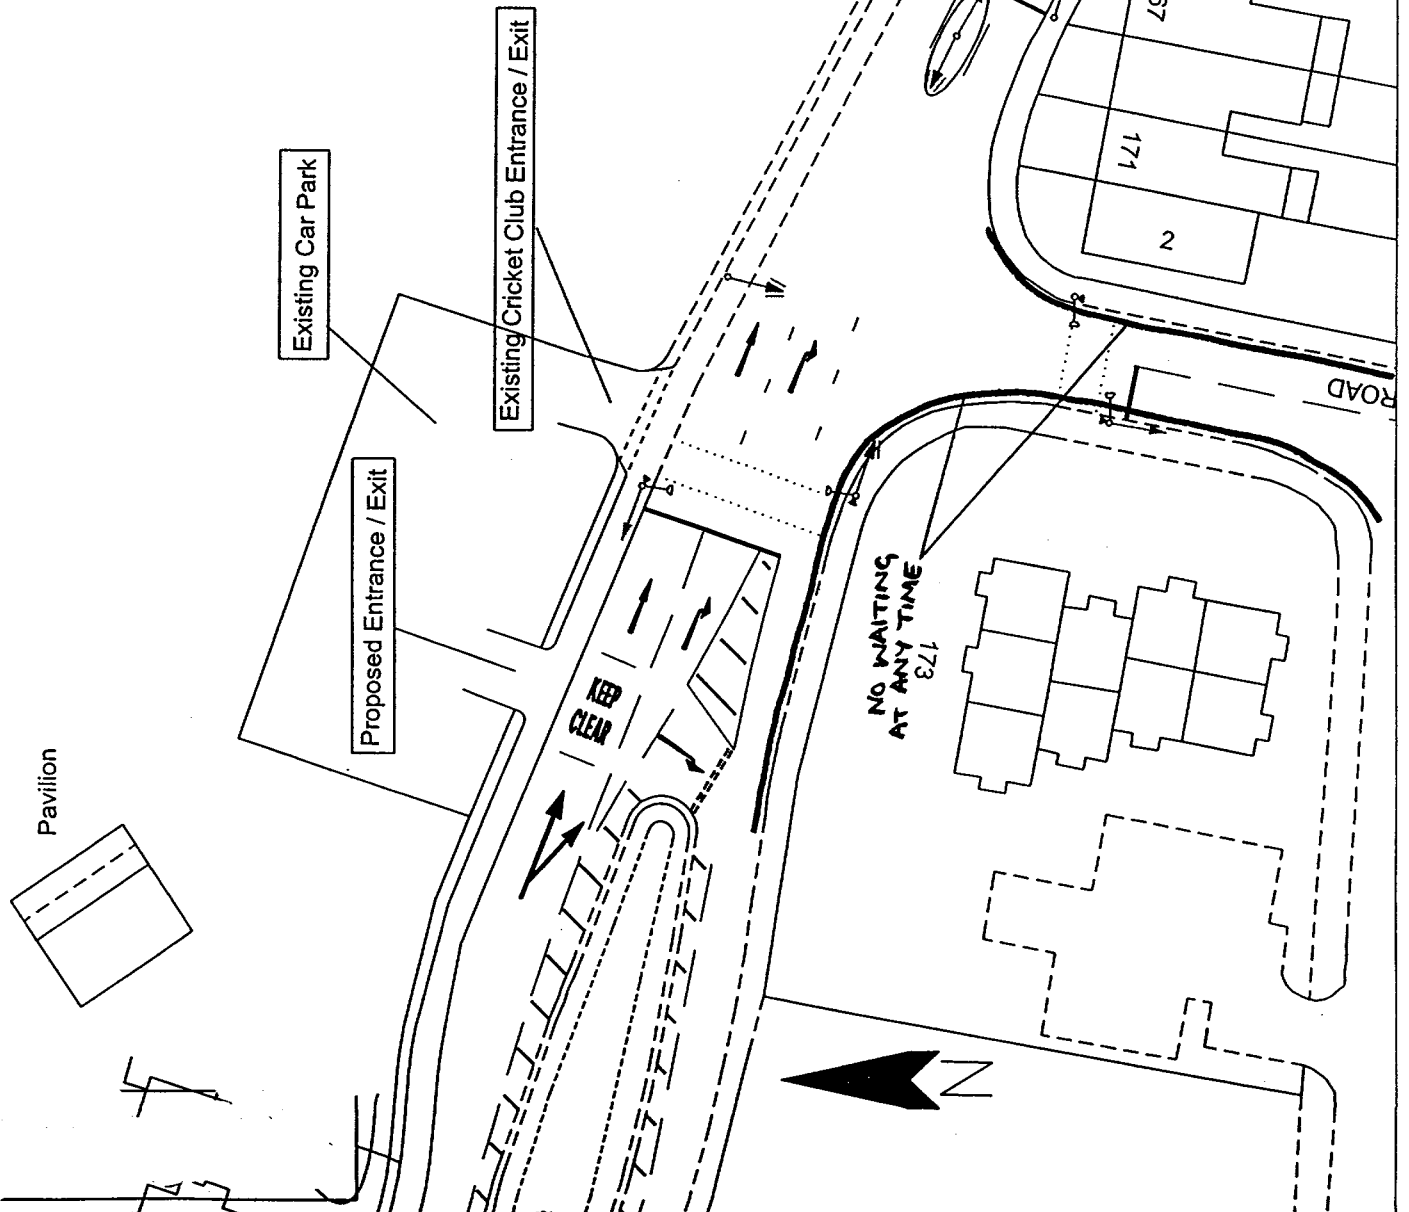 Existing Car Park
Existing Cricket Club Entrance / Exit
Proposed Entrance / Exit
Pavilion
KEEP
CLEAR
NO WAITING
AT ANY TIME
173
171
2
67
ROAD
N